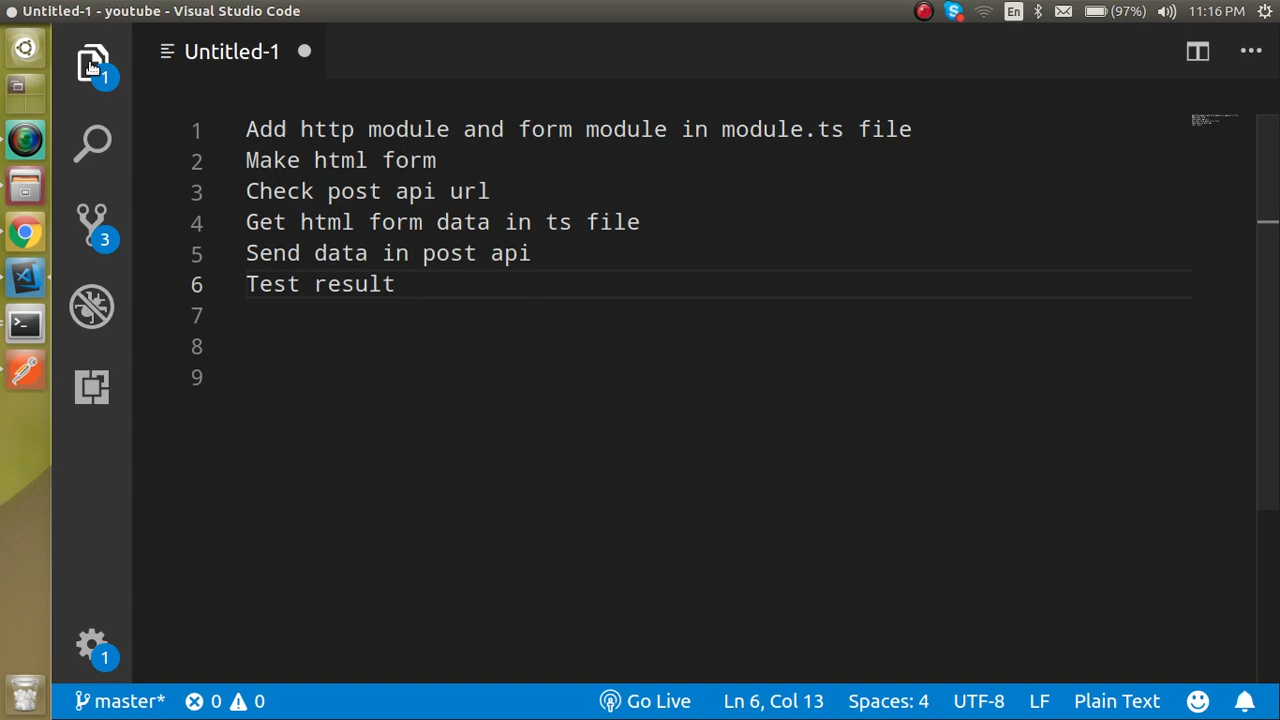 Untitled-1 - youtube - Visual Studio Code
En
(97%)
11:16 PM
Untitled-1
1
1 Add http module and form module in module.ts file
2 Make html form
3 Check post api url
4 Get html form data in ts file
5 Send data in post api
6 Test result
7
8
9
3
1
master* 0 0 Go Live Ln 6, Col 13 Spaces: 4 UTF-8 LF Plain Text